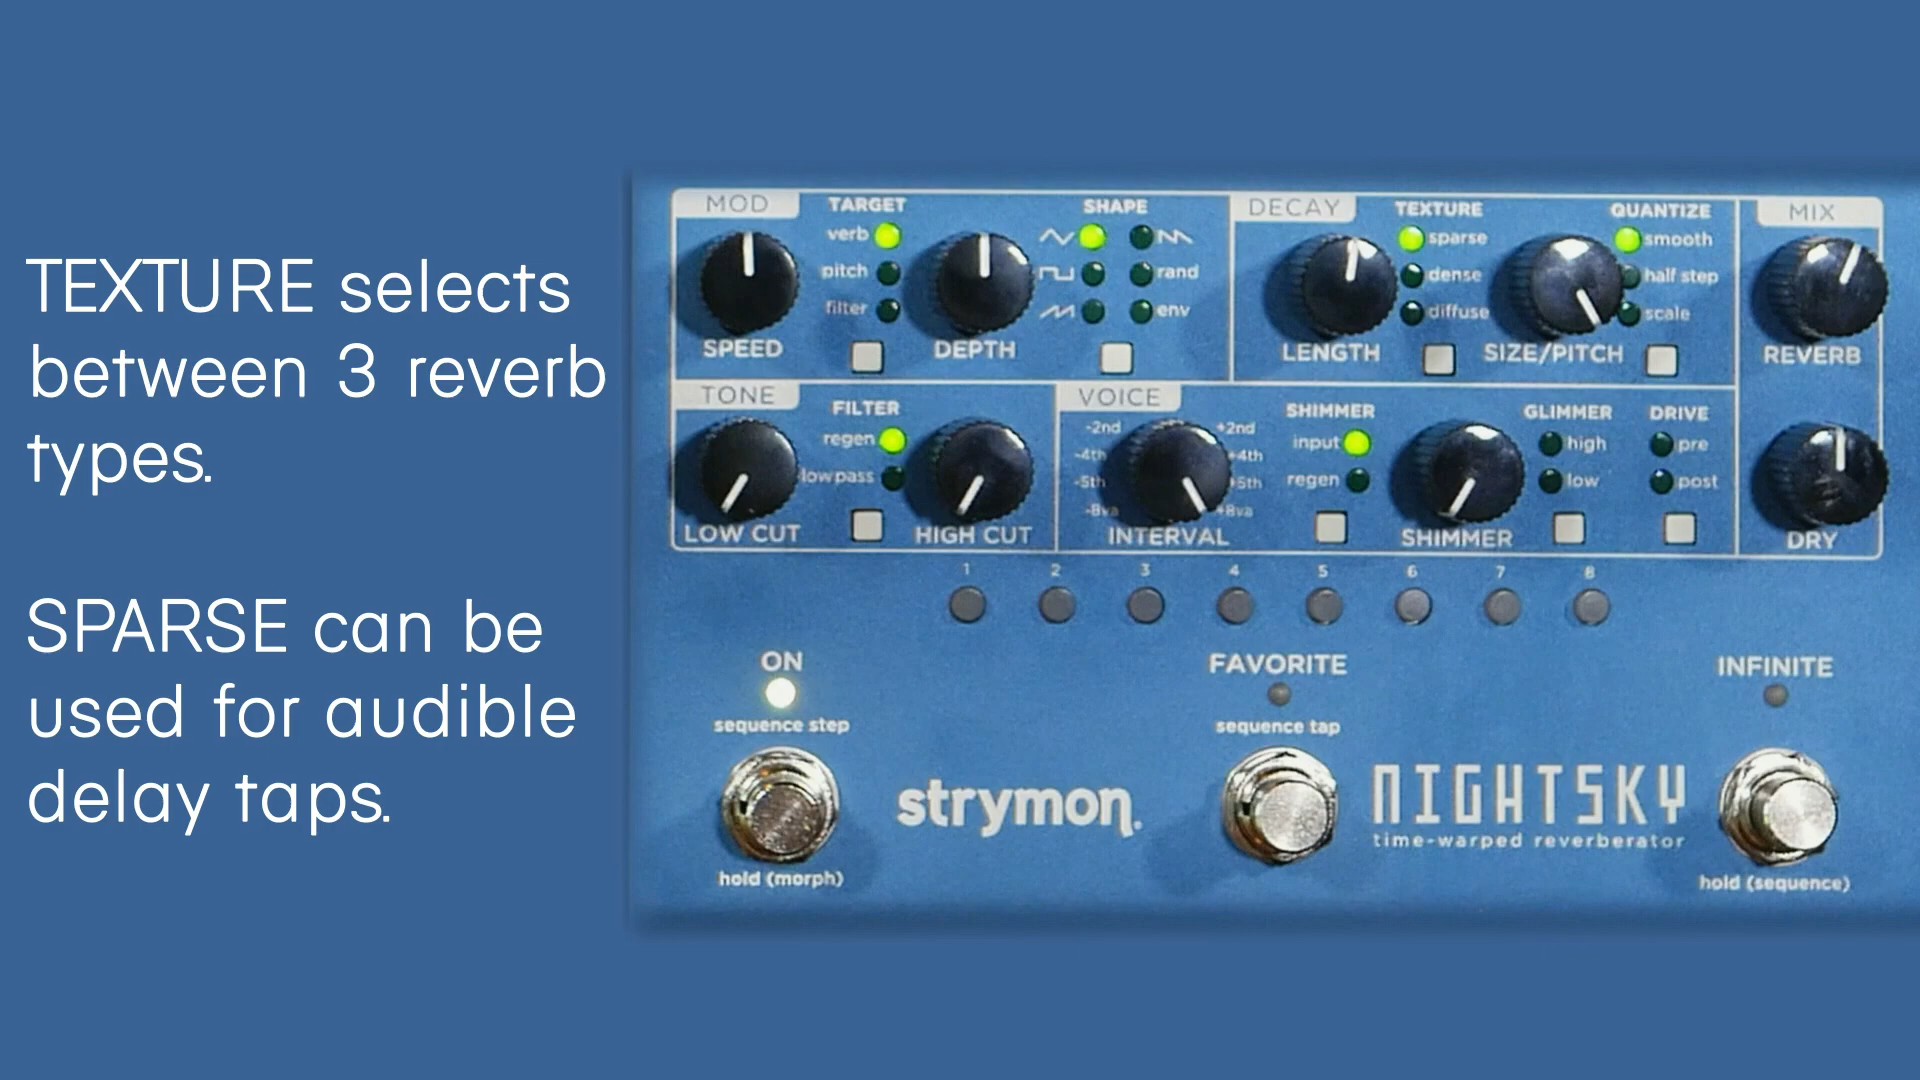 TEXTURE selects
between 3 reverb
types.
SPARSE can be
used for audible
delay taps.
MOD
TARGET
SHAPE
DECAY
TEXTURE
QUANTIZE
MIX
verb
sparse
smooth
pitch
rand
dense
half step
filter
env
diffuse
scale
SPEED
DEPTH
LENGTH
SIZE/PITCH
REVERB
TONE
FILTER
VOICE
SHIMMER
GLIMMER
DRIVE
regen
-2nd
+2nd
input
high
pre
-4th
+4th
lowpass
-5th
+5th
regen
low
post
-8va
+8va
LOW CUT
HIGH CUT
INTERVAL
SHIMMER
DRY
1 2 3 4 5 6 7 8
ON
FAVORITE
INFINITE
sequence step
sequence tap
strymon.
NIGHTSKY
time-warped reverberator
hold (morph)
hold (sequence)